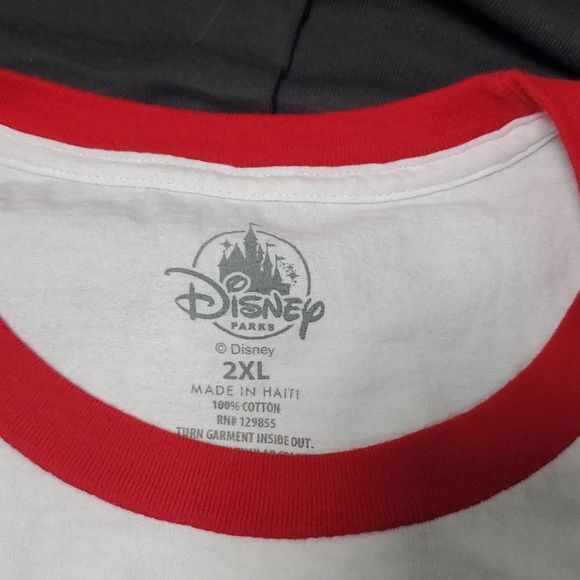 Disney
PARKS
© Disney
2XL
MADE IN HAITI
100% COTTON
RN# 129855
TURN GARMENT INSIDE OUT.